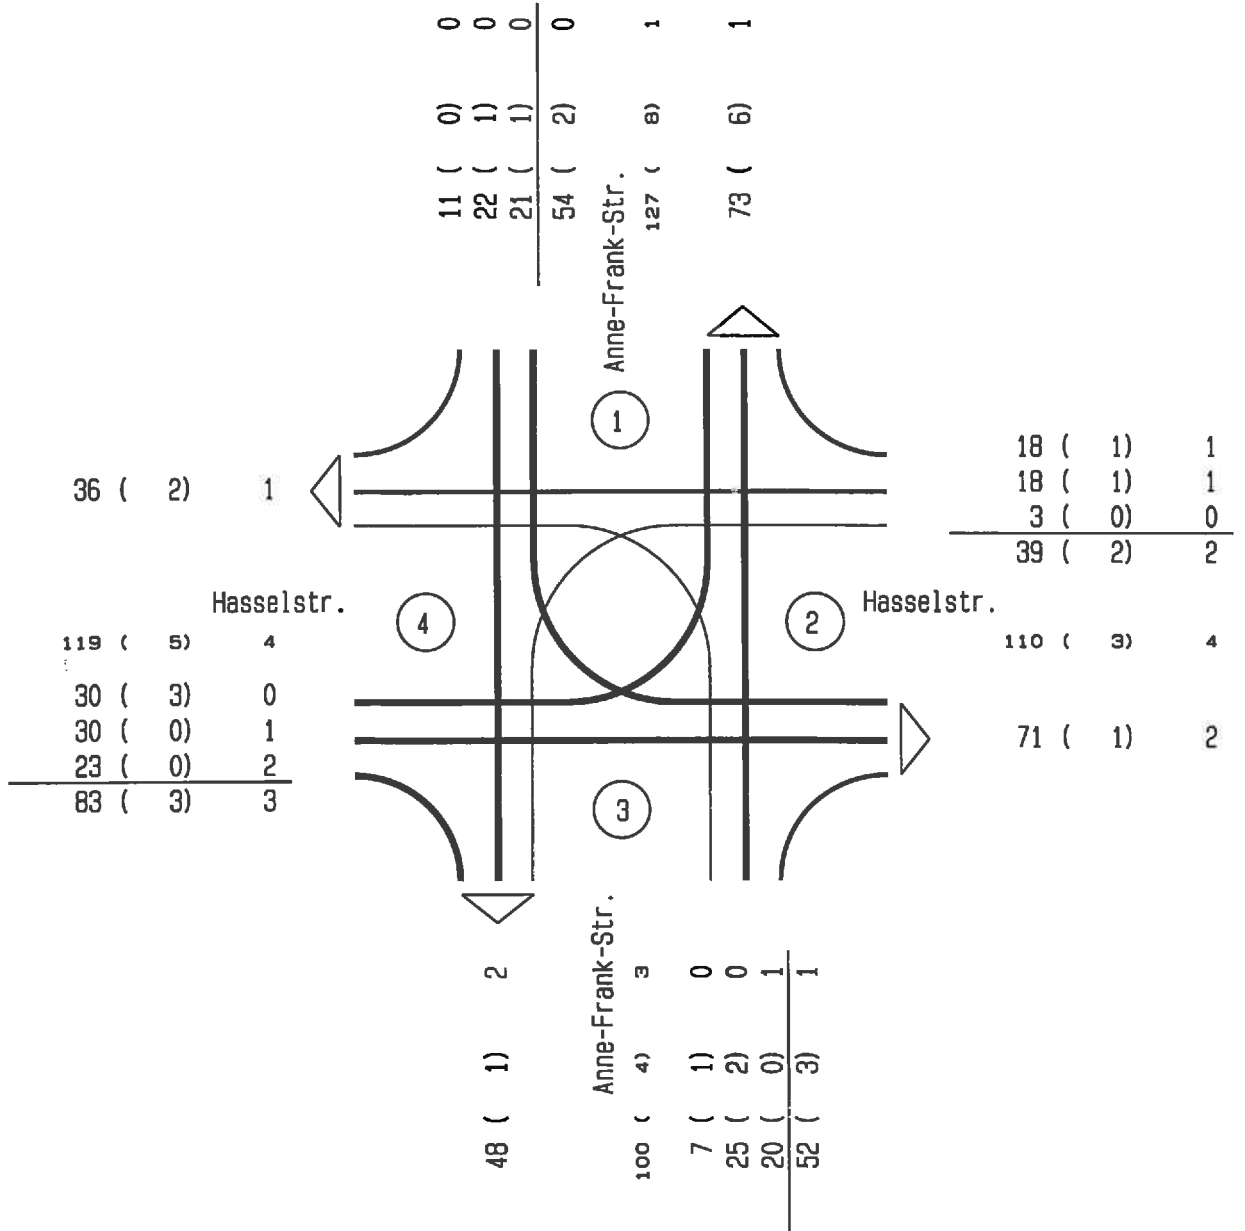 11 ( 0) 0
22 ( 1) 0
21 ( 1) 0
54 ( 2) 0
Anne-Frank-Str.
127 ( 8) 1
73 ( 6) 1
1
36 ( 2) 1
18 ( 1) 1
18 ( 1) 1
3 ( 0) 0
39 ( 2) 2
Hasselstr.
4
2
Hasselstr.
119 ( 5) 4
110 ( 3) 4
30 ( 3) 0
30 ( 0) 1
23 ( 0) 2
83 ( 3) 3
71 ( 1) 2
3
48 ( 1) 2
Anne-Frank-Str.
100 ( 4) 3
7 ( 1) 0
25 ( 2) 0
20 ( 0) 1
52 ( 3) 1